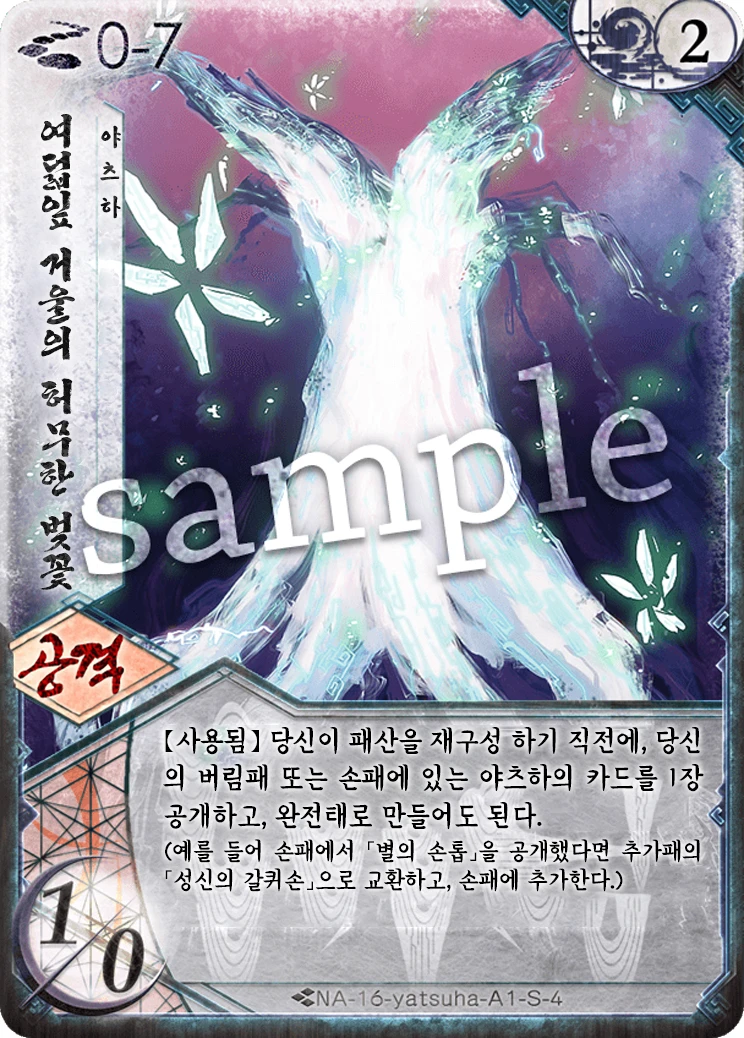 0-7
2
여덟잎 거울의 허무한 벚꽃
야츠하
sample
공격
【사용됨】 당신이 패산을 재구성 하기 직전에, 당신
의 버림패 또는 손패에 있는 야츠하의 카드를 1장
공개하고, 완전태로 만들어도 된다.
(예를 들어 손패에서 「별의 손톱」을 공개했다면 추가패의
「성신의 갈퀴손」으로 교환하고, 손패에 추가한다.)
1/0
NA-16-yatsuha-A1-S-4